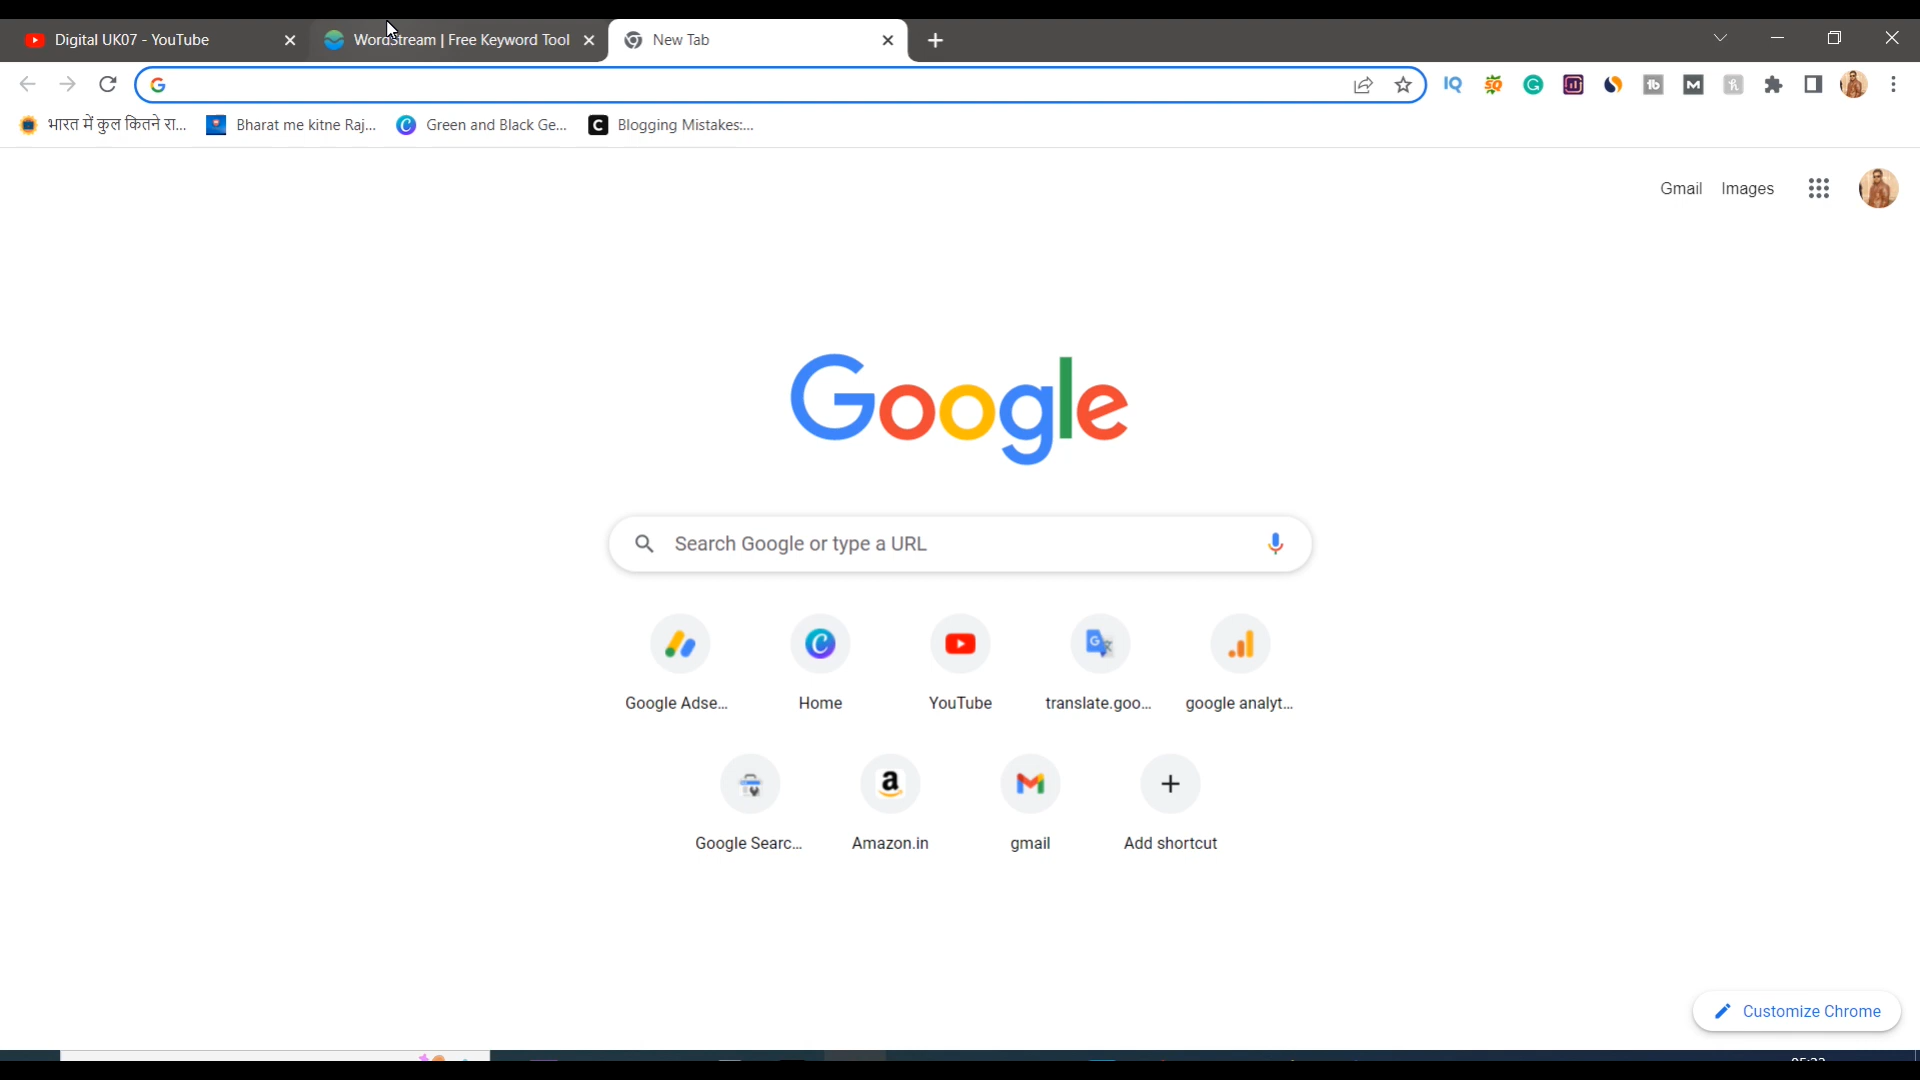 Digital UK07 - YouTube
WordStream | Free Keyword Tool
New Tab
भारत में कुल कितने रा...
Bharat me kitne Raj...
Green and Black Ge...
Blogging Mistakes:...
Gmail Images
Google
Search Google or type a URL
Google Adse...
Home
YouTube
translate.goo...
google analyt...
Google Searc...
Amazon.in
gmail
Add shortcut
Customize Chrome